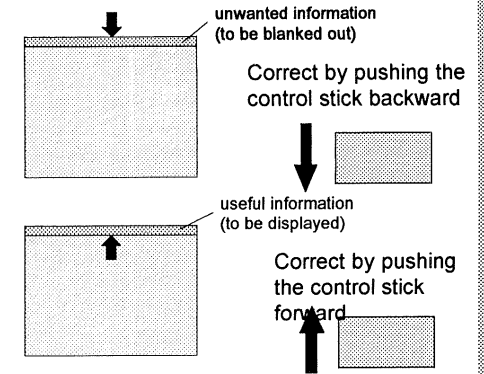 unwanted information
(to be blanked out)
Correct by pushing the
control stick backward
useful information
(to be displayed)
Correct by pushing
the control stick
forward